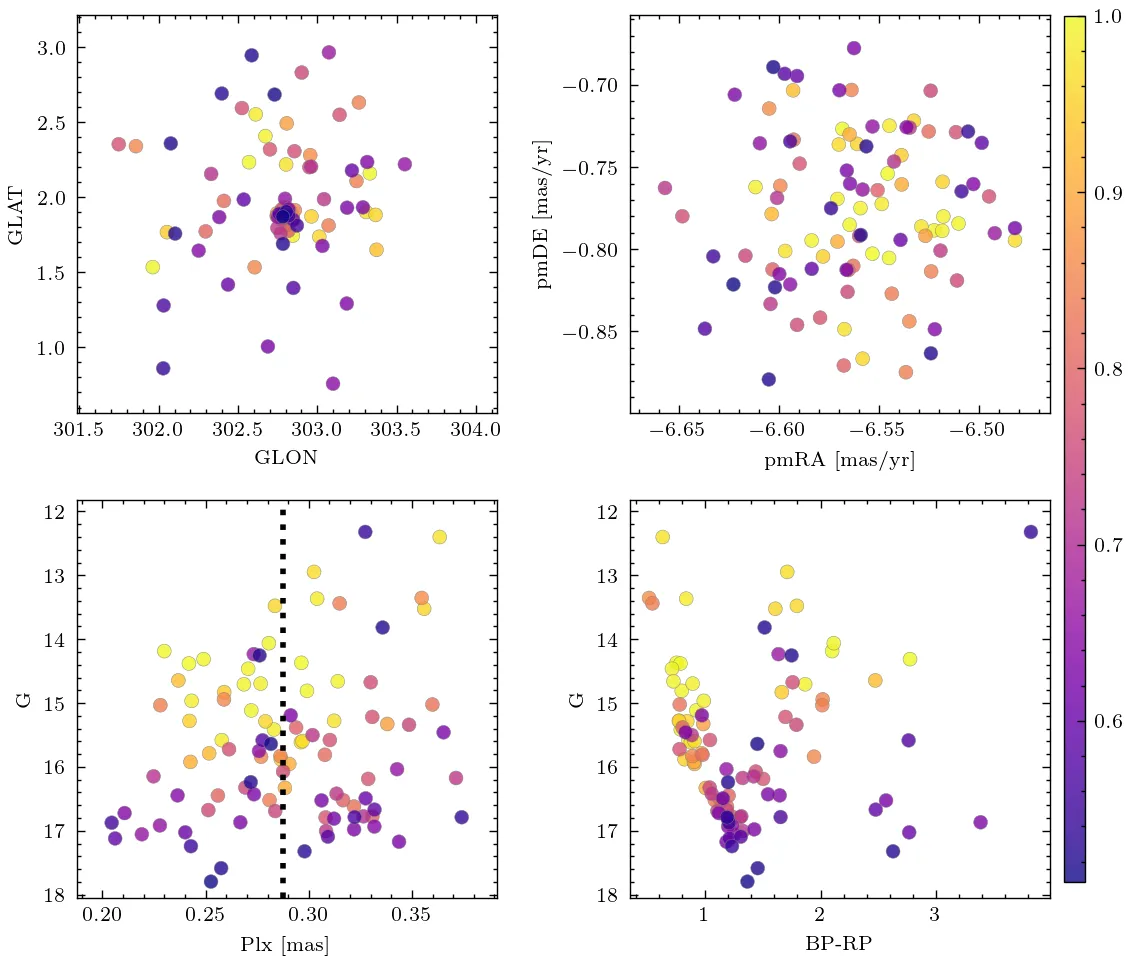 3.0
2.5
2.0
1.5
1.0
GLAT
301.5 302.0 302.5 303.0 303.5 304.0
GLON
−0.70
−0.75
−0.80
−0.85
pmDE [mas/yr]
−6.65 −6.60 −6.55 −6.50
pmRA [mas/yr]
1.0
0.9
0.8
0.7
0.6
12
13
14
15
16
17
18
G
0.20 0.25 0.30 0.35
Plx [mas]
12
13
14
15
16
17
18
G
1 2 3
BP-RP